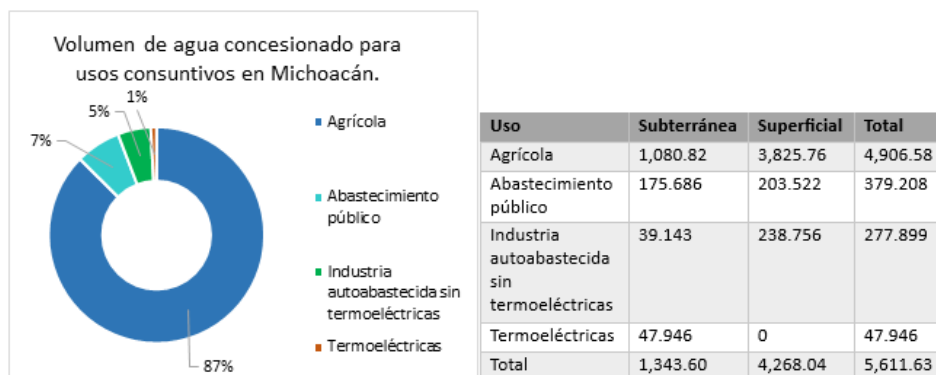 Volumen de agua concesionado para
usos consuntivos en Michoacán.
1%
5%
7%
87%
Agrícola
Abastecimiento
público
Industria
autoabastecida sin
termoeléctricas
Termoeléctricas
Uso Subterránea Superficial Total
Agrícola 1,080.82 3,825.76 4,906.58
Abastecimiento 175.686 203.522 379.208
público
Industria 39.143 238.756 277.899
autoabastecida
sin
termoeléctricas
Termoeléctricas 47.946 0 47.946
Total 1,343.60 4,268.04 5,611.63